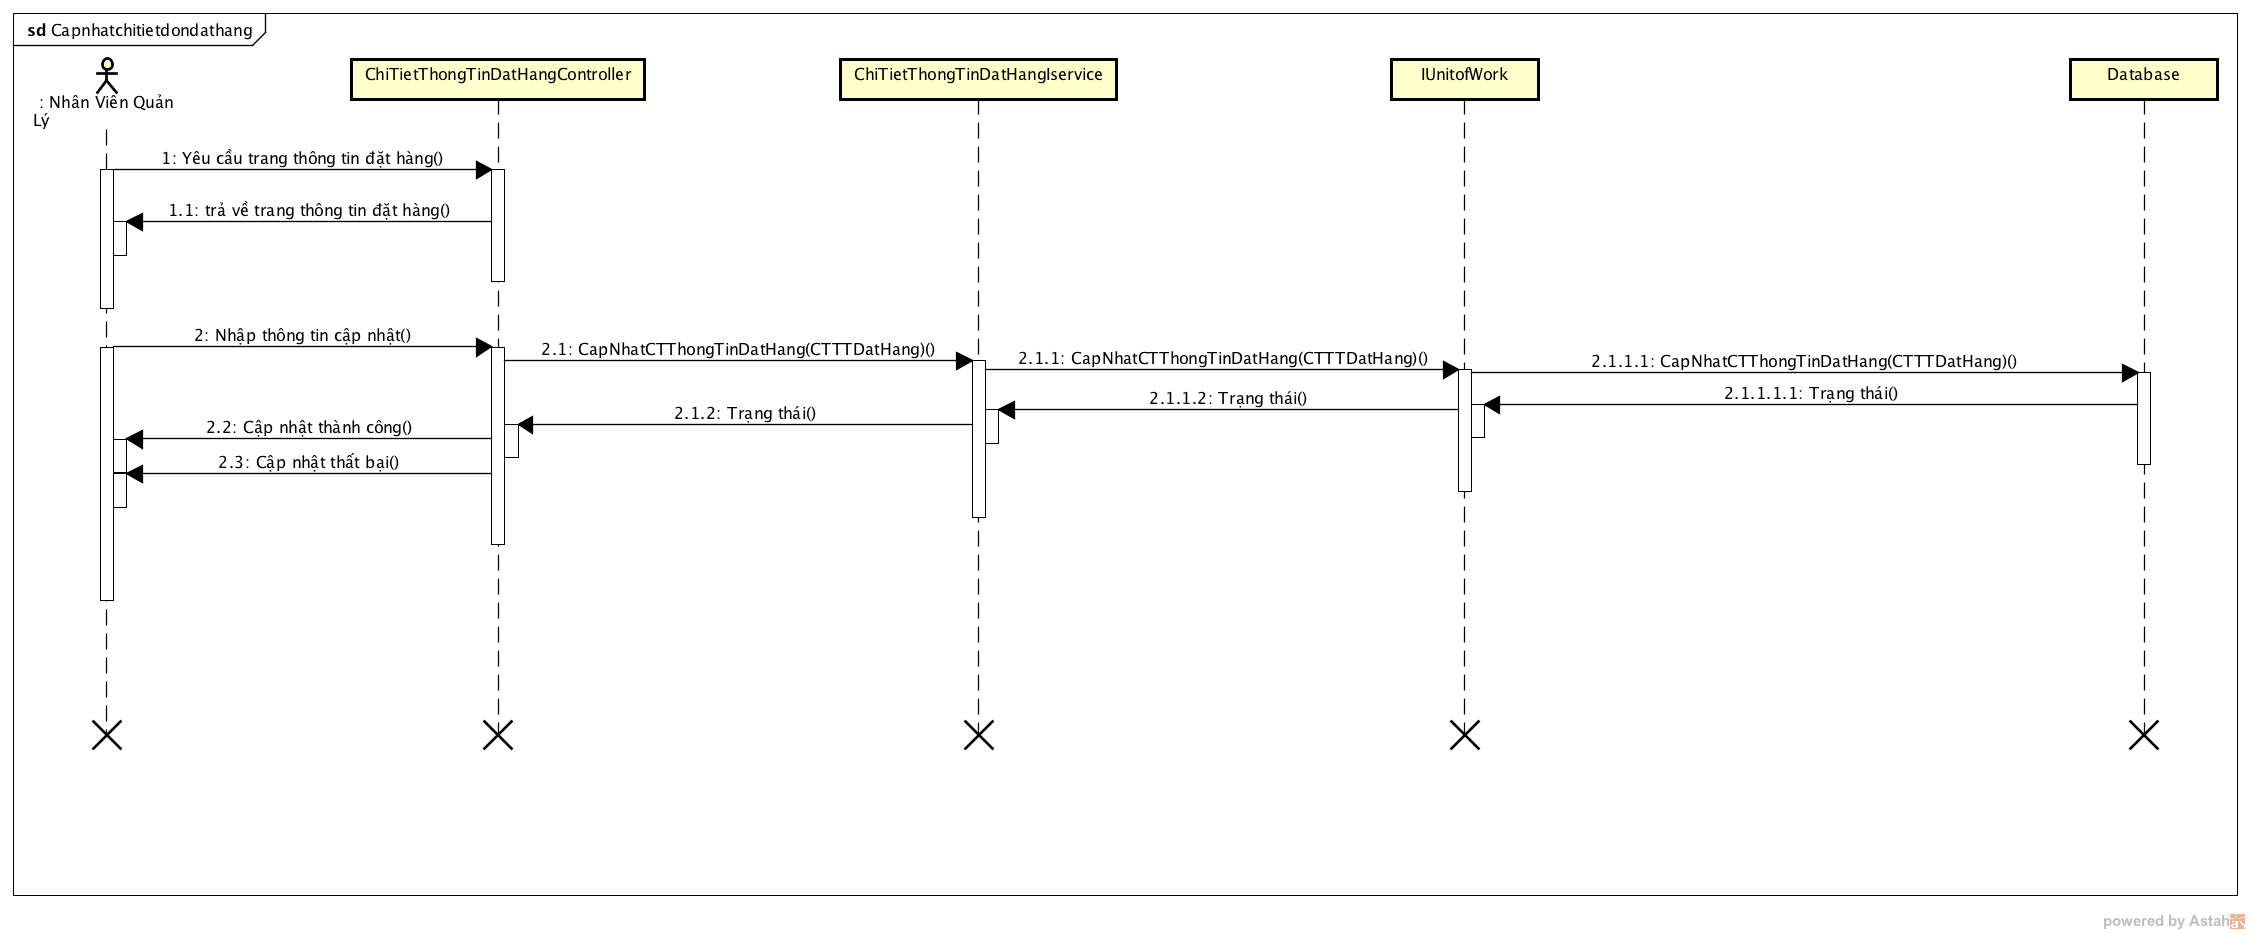 sd Capnhatchitietdondathang
: Nhân Viên Quản
Lý
ChiTietThongTinDatHangController
ChiTietThongTinDatHangIservice
IUnitofWork
Database
1: Yêu cầu trang thông tin đặt hàng()
1.1: trả về trang thông tin đặt hàng()
2: Nhập thông tin cập nhật()
2.1: CapNhatCTThongTinDatHang(CTTTDatHang)()
2.1.1: CapNhatCTThongTinDatHang(CTTTDatHang)()
2.1.1.1: CapNhatCTThongTinDatHang(CTTTDatHang)()
2.1.1.1.1: Trạng thái()
2.1.1.2: Trạng thái()
2.1.2: Trạng thái()
2.2: Cập nhật thành công()
2.3: Cập nhật thất bại()
powered by Astah